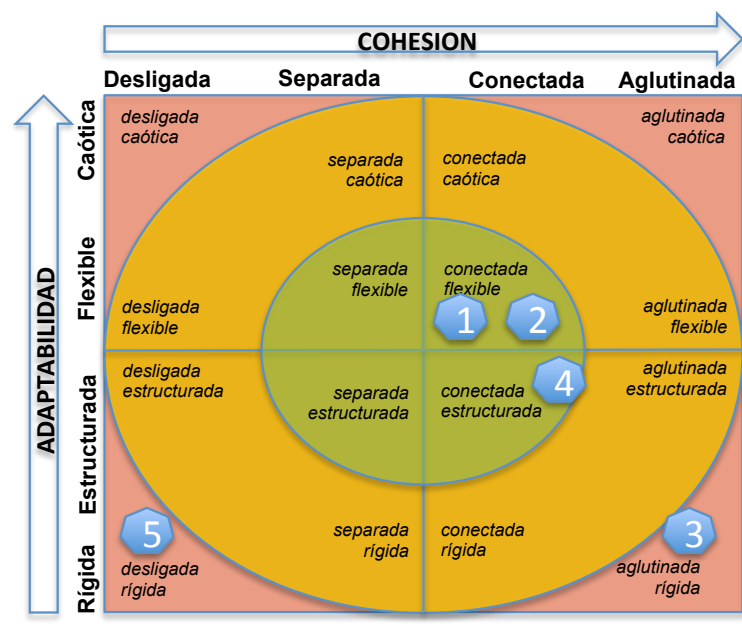 COHESION
Desligada Separada Conectada Aglutinada
ADAPTABILIDAD
Caótica
Flexible
Estructurada
Rígida
desligada
caótica
separada
caótica
conectada
caótica
aglutinada
caótica
desligada
flexible
separada
flexible
conectada
flexible
aglutinada
flexible
1
2
desligada
estructurada
separada
estructurada
conectada
estructurada
4
aglutinada
estructurada
5
desligada
rígida
separada
rígida
conectada
rígida
3
aglutinada
rígida